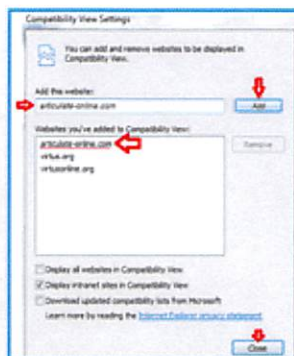 Compatibility View Settings
You can add and remove websites to be displayed in
Compatibility View.
Add this website:
articulate-online.com
Add
Websites you've added to Compatibility View:
articulate-online.com
Remove
virtus.org
virtusonline.org
Display all websites in Compatibility View
Display intranet sites in Compatibility View
Download updated compatibility lists from Microsoft
Learn more by reading the Internet Explorer privacy statement
Close